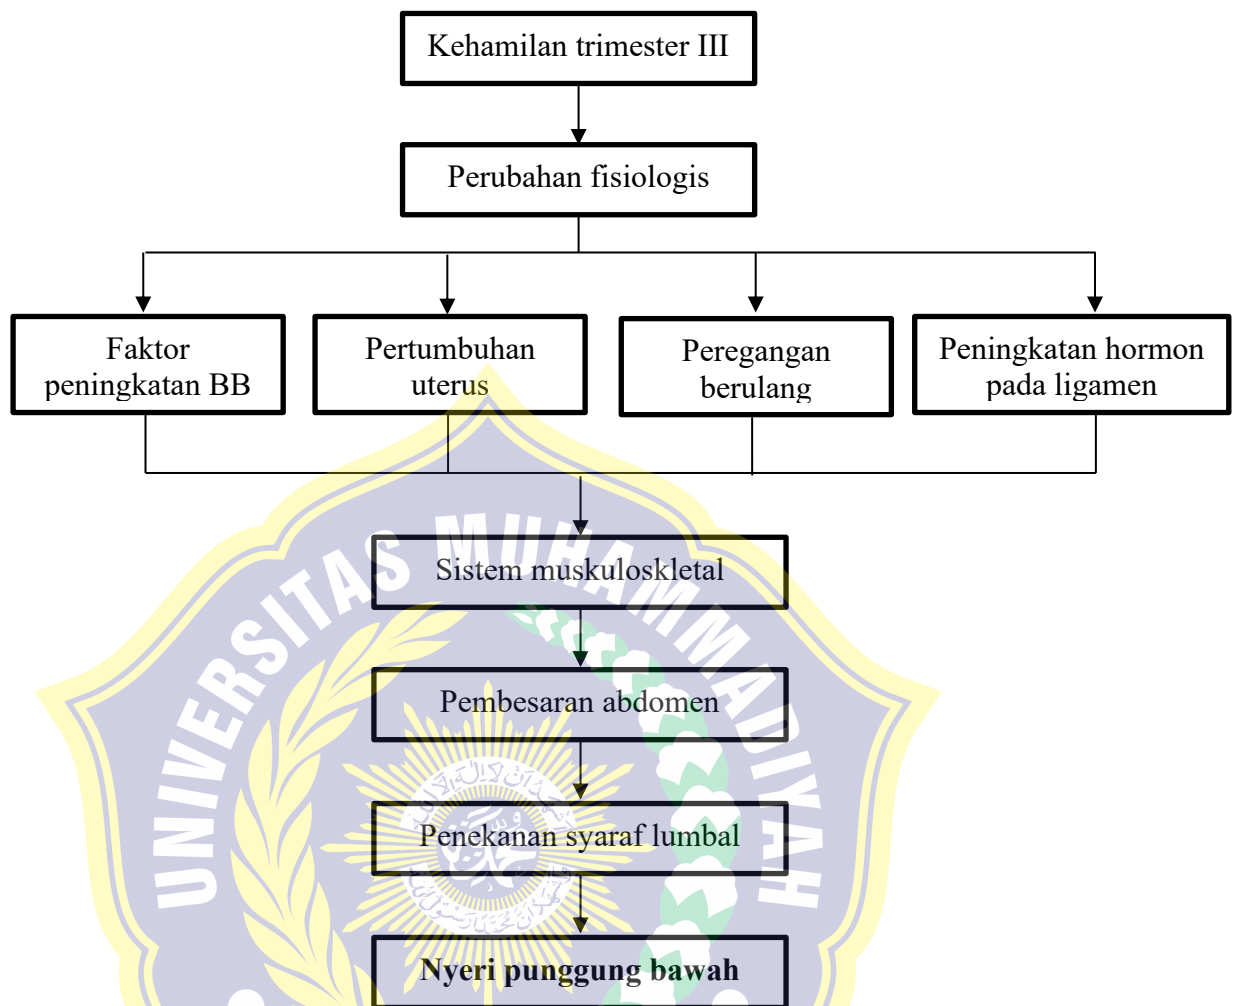 Kehamilan trimester III
Perubahan fisiologis
Faktor
peningkatan BB
Pertumbuhan
uterus
Peregangan
berulang
Peningkatan hormon
pada ligamen
UNIVERSITAS MUHAMMADIYAH
Sistem muskuloskletal
Pembesaran abdomen
Penekanan syaraf lumbal
Nyeri punggung bawah